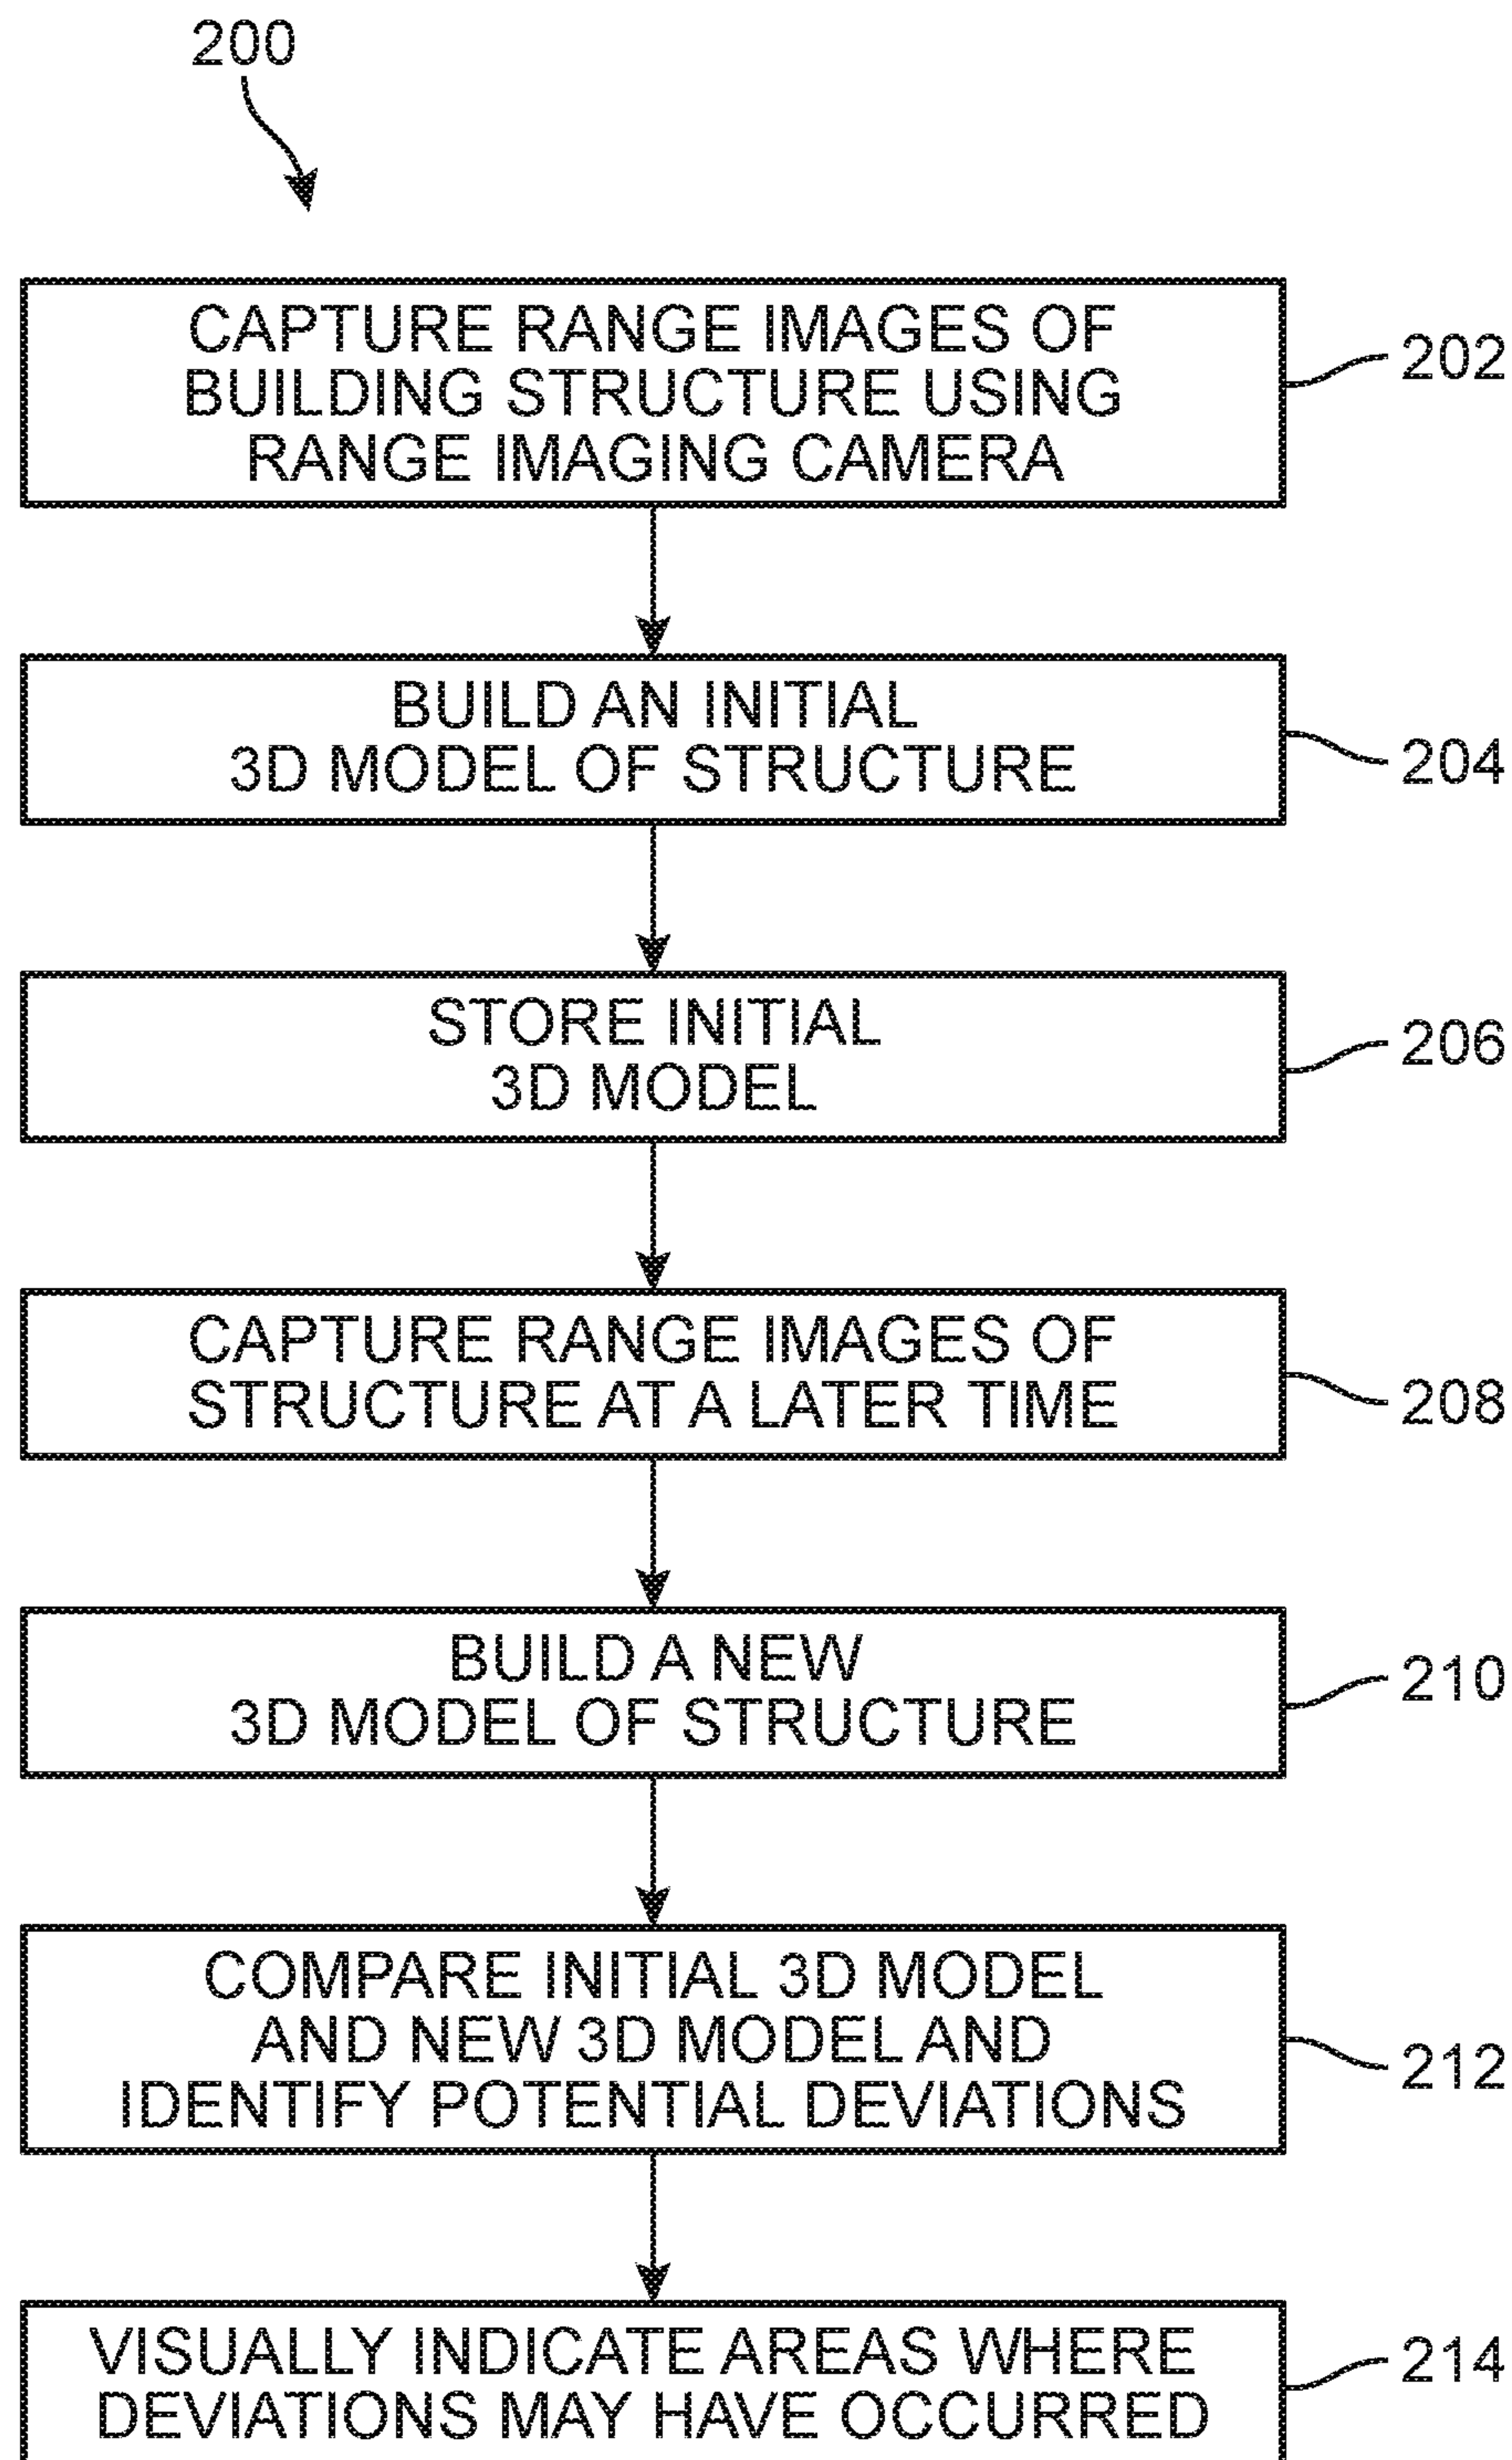 200
CAPTURE RANGE IMAGES OF
BUILDING STRUCTURE USING
RANGE IMAGING CAMERA
202
BUILD AN INITIAL
3D MODEL OF STRUCTURE
204
STORE INITIAL
3D MODEL
206
CAPTURE RANGE IMAGES OF
STRUCTURE AT A LATER TIME
208
BUILD A NEW
3D MODEL OF STRUCTURE
210
COMPARE INITIAL 3D MODEL
AND NEW 3D MODEL AND
IDENTIFY POTENTIAL DEVIATIONS
212
VISUALLY INDICATE AREAS WHERE
DEVIATIONS MAY HAVE OCCURRED
214